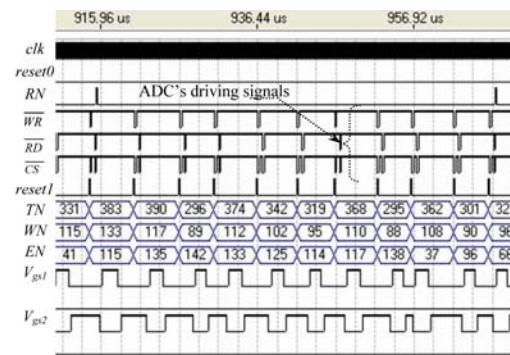 915.96 us 936.44 us 956.92 us
clk
reset0
RN
ADC's driving signals
WR
RD
CS
reset1
TN 331 383 390 296 374 342 319 368 295 362 301 32
WN 115 133 117 89 112 102 95 110 88 108 90 96
EN 41 115 135 142 133 125 114 117 138 37 96 68
Vgs1
Vgs2